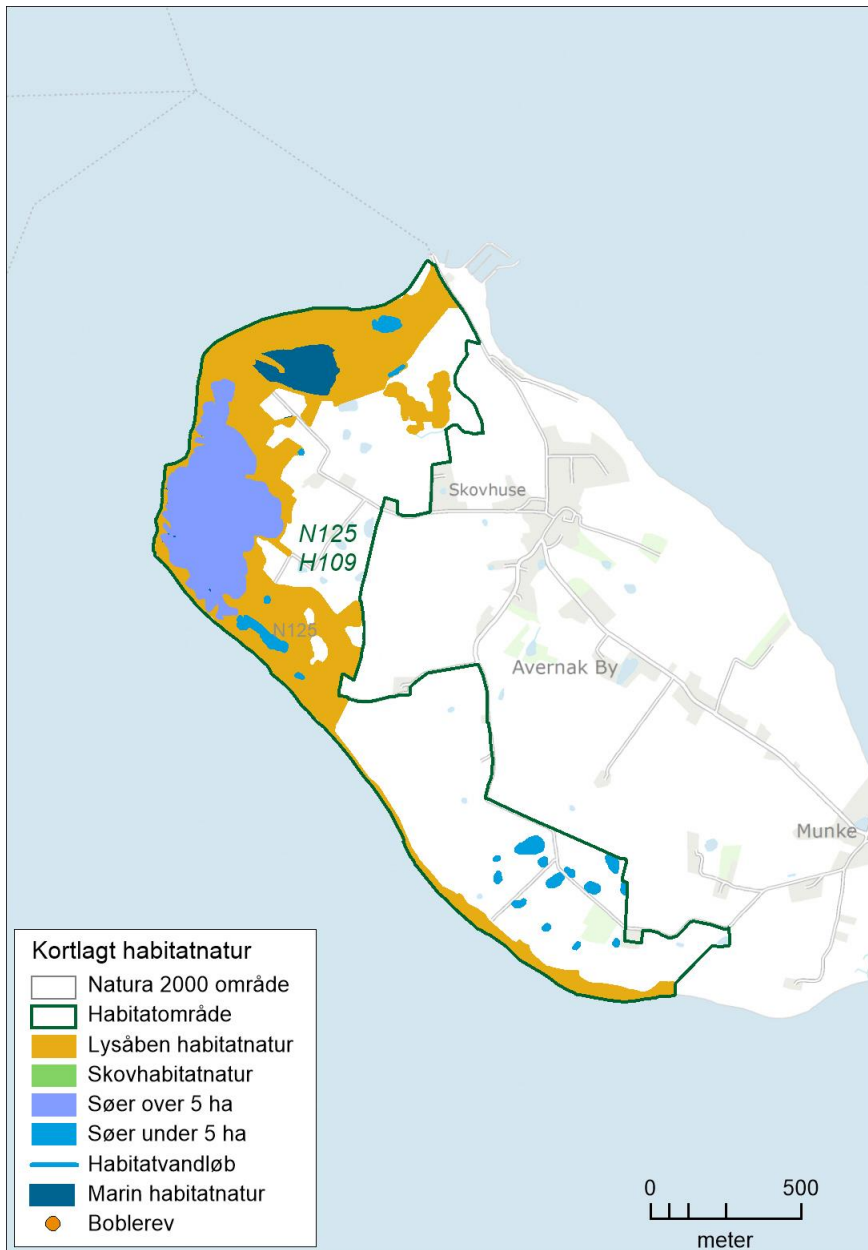 Skovhuse
N125
H109
N125
Avernak By
Munke
Kortlagt habitatnatur
Natura 2000 område
Habitatområde
Lysåben habitatnatur
Skovhabitatnatur
Søer over 5 ha
Søer under 5 ha
Habitatvandløb
Marin habitatnatur
Boblerev
0 500
meter